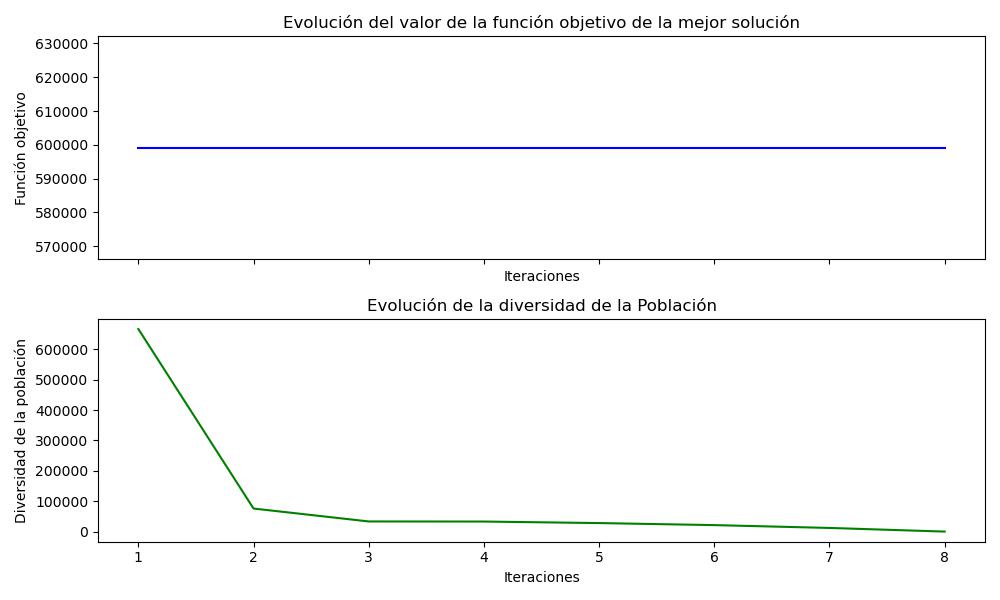 Evolución del valor de la función objetivo de la mejor solución
630000
620000
610000
600000
590000
580000
570000
Función objetivo
Iteraciones
Evolución de la diversidad de la Población
600000
500000
400000
300000
200000
100000
0
Diversidad de la población
1 2 3 4 5 6 7 8
Iteraciones